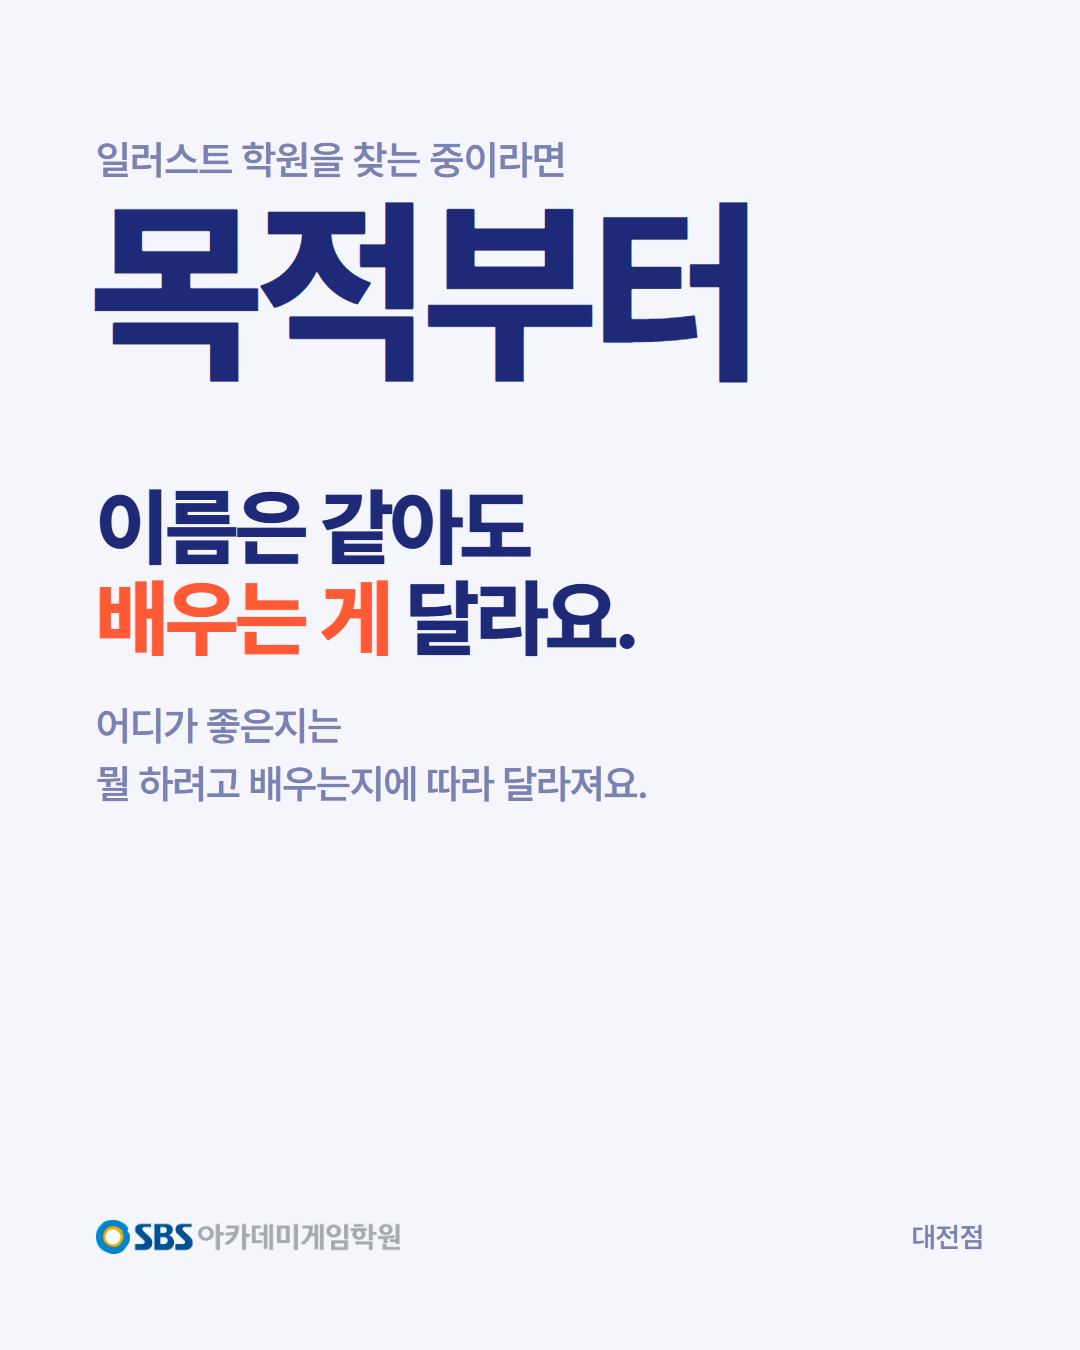 일러스트 학원을 찾는 중이라면
목적부터
이름은 같아도
배우는 게 달라요.
어디가 좋은지는
뭘 하려고 배우는지에 따라 달라져요.
SBS 아카데미게임학원
대전점